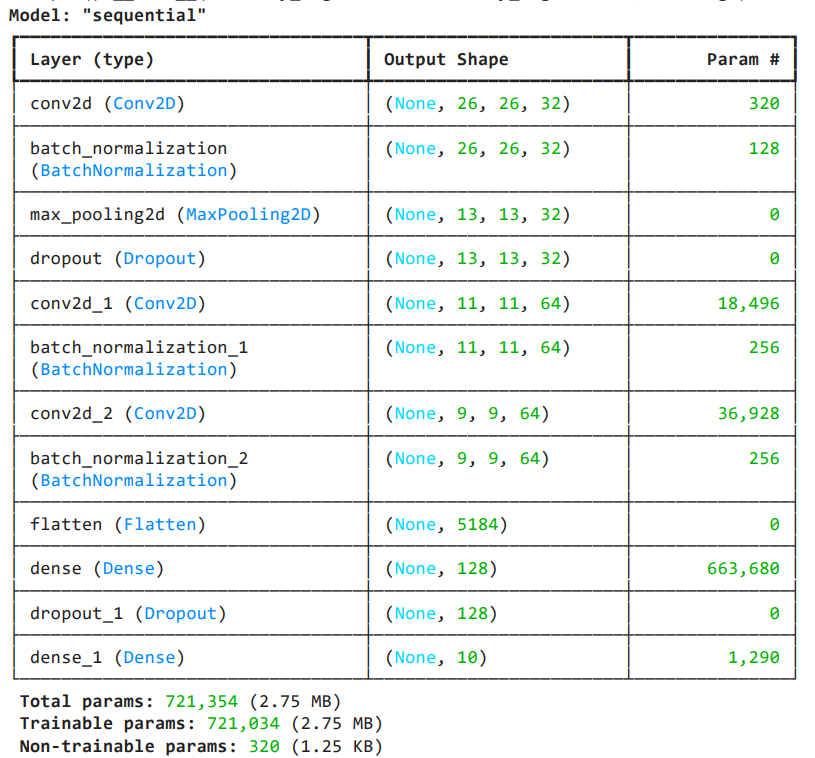 Model: "sequential"
Layer (type) Output Shape Param #
conv2d (Conv2D) (None, 26, 26, 32) 320
batch_normalization (None, 26, 26, 32) 128
(BatchNormalization)
max_pooling2d (MaxPooling2D) (None, 13, 13, 32) 0
dropout (Dropout) (None, 13, 13, 32) 0
conv2d_1 (Conv2D) (None, 11, 11, 64) 18,496
batch_normalization_1 (None, 11, 11, 64) 256
(BatchNormalization)
conv2d_2 (Conv2D) (None, 9, 9, 64) 36,928
batch_normalization_2 (None, 9, 9, 64) 256
(BatchNormalization)
flatten (Flatten) (None, 5184) 0
dense (Dense) (None, 128) 663,680
dropout_1 (Dropout) (None, 128) 0
dense_1 (Dense) (None, 10) 1,290
Total params: 721,354 (2.75 MB)
Trainable params: 721,034 (2.75 MB)
Non-trainable params: 320 (1.25 KB)